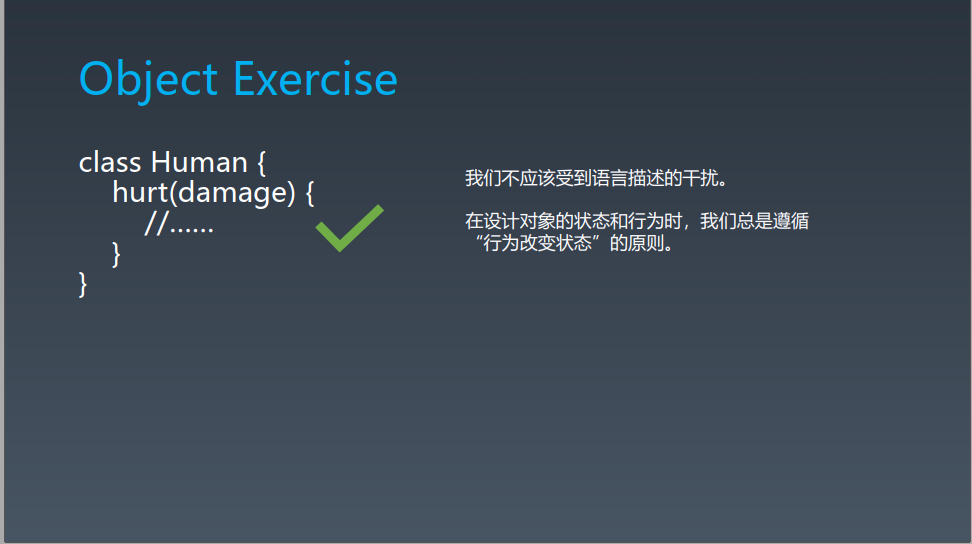 Object Exercise
class Human {
hurt(damage) {
//……
}
}
我们不应该受到语言描述的干扰。
在设计对象的状态和行为时，我们总是遵循
“行为改变状态”的原则。